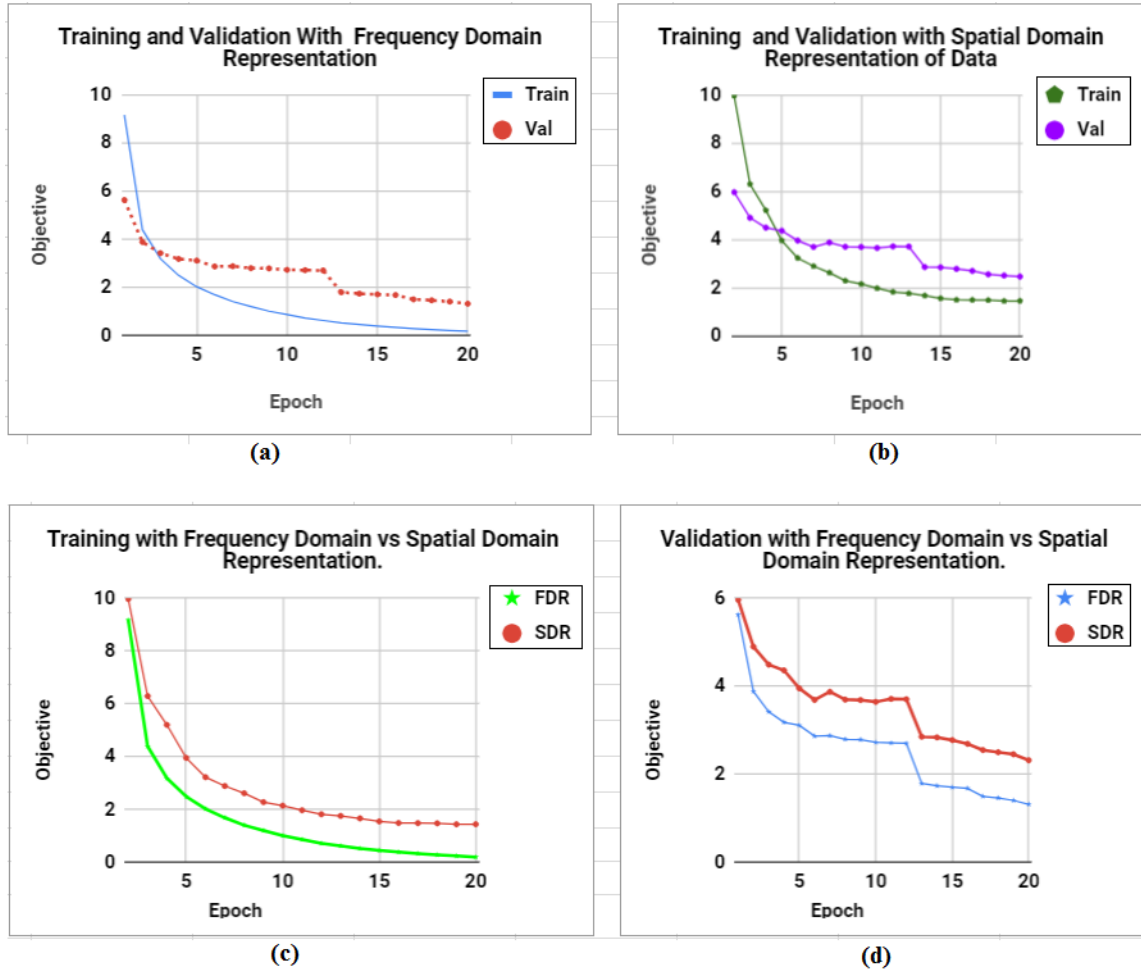 Training and Validation With Frequency Domain
Representation
Train
Val
10
8
6
4
2
0
Objective
5
10
15
20
Epoch
(a)
Training and Validation with Spatial Domain
Representation of Data
Train
Val
10
8
6
4
2
0
Objective
5
10
15
20
Epoch
(b)
Training with Frequency Domain vs Spatial Domain
Representation.
FDR
SDR
10
8
6
4
2
0
Objective
5
10
15
20
Epoch
(c)
Validation with Frequency Domain vs Spatial
Domain Representation.
FDR
SDR
6
4
2
0
Objective
5
10
15
20
Epoch
(d)